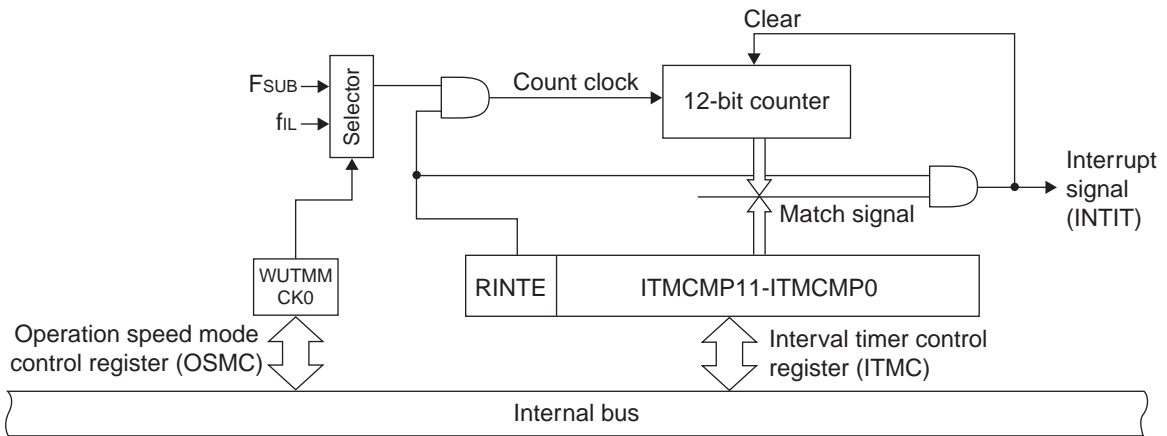 Clear
FSUB
fIL
Selector
Count clock
12-bit counter
Interrupt
signal
(INTIT)
Match signal
WUTMM
CK0
RINTE
ITMCMP11-ITMCMP0
Operation speed mode
control register (OSMC)
Interval timer control
register (ITMC)
Internal bus